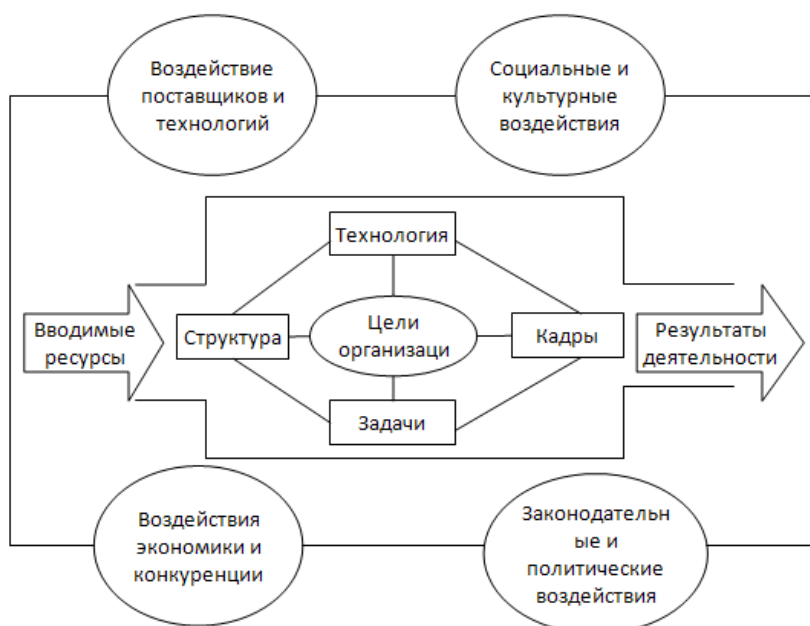 Воздействие
поставщиков и
технологий
Социальные и
культурные
воздействия
Технология
Вводимые
ресурсы
Структура
Цели
организаци
Кадры
Результаты
деятельности
Задачи
Воздействия
экономики и
конкуренции
Законодательн
ые и
политические
воздействия